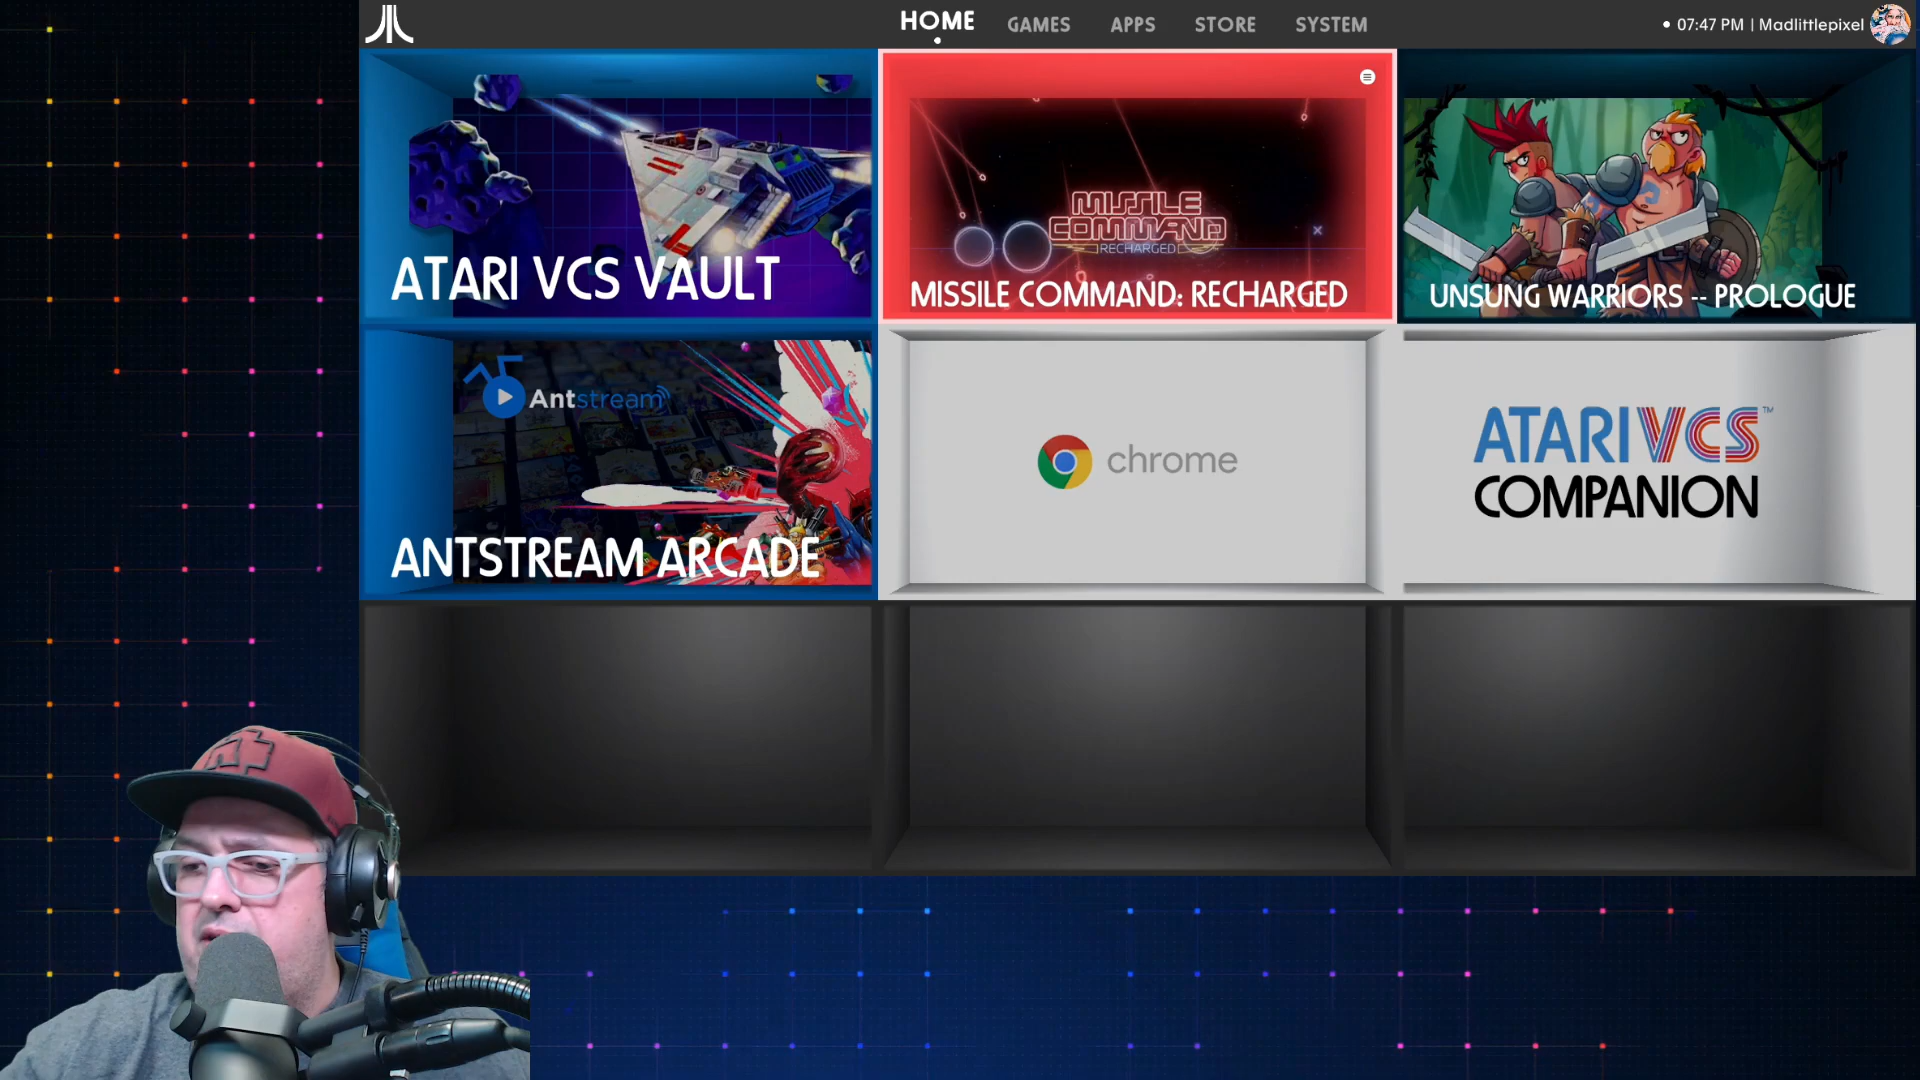 HOME
GAMES
APPS
STORE
SYSTEM
07:47 PM | Madlittlepixel
ATARI VCS VAULT
MISSILE
COMMAND
RECHARGED
MISSILE COMMAND: RECHARGED
UNSUNG WARRIORS -- PROLOGUE
Antstream
ANTSTREAM ARCADE
chrome
ATARI VCS™
COMPANION